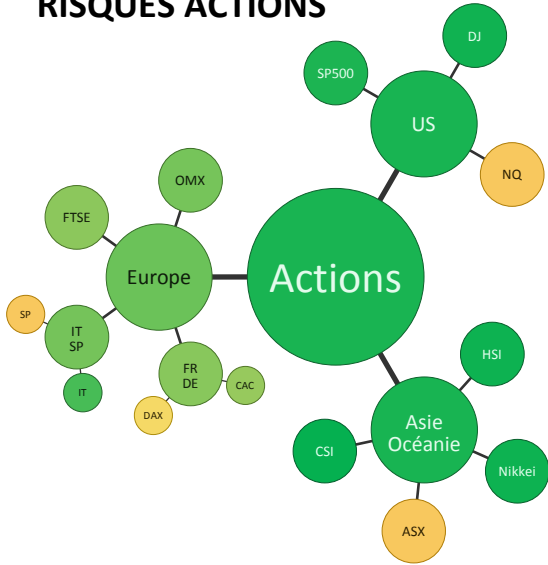 RISQUES ACTIONS
DJ
SP500
US
NQ
OMX
FTSE
Europe
Actions
SP
IT
SP
IT
FR
DE
CAC
DAX
HSI
Asie
Océanie
CSI
Nikkei
ASX